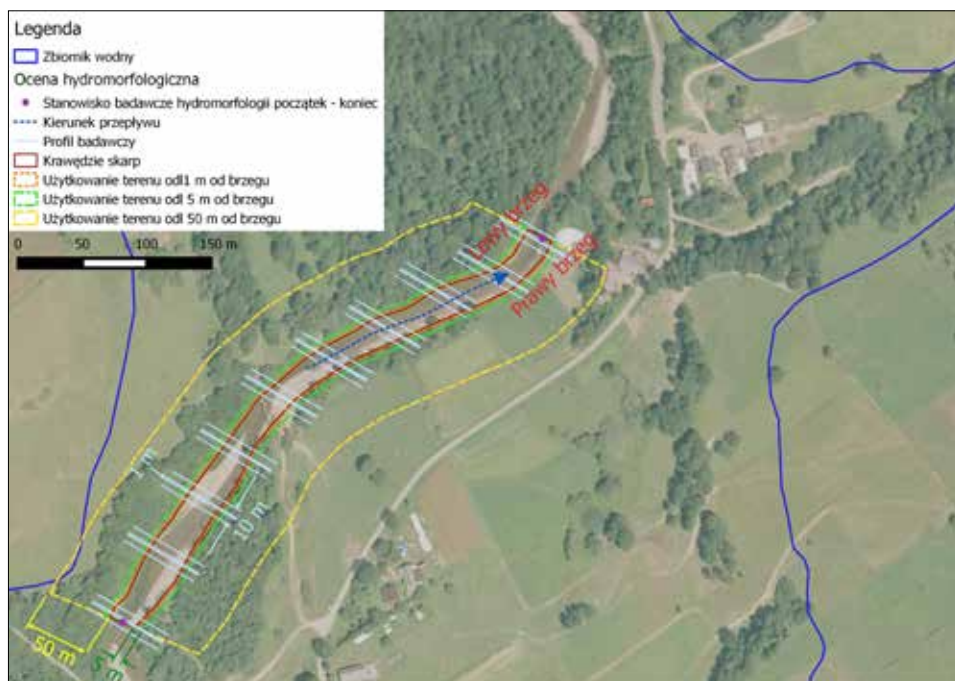 Legenda
Zbiornik wodny
Ocena hydromorfologiczna
Stanowisko badawcze hydromorfologii początek - koniec
Kierunek przepływu
Profil badawczy
Krawędzie skarp
Użytkowanie terenu odl1 m od brzegu
Użytkowanie terenu odl 5 m od brzegu
Użytkowanie terenu odl 50 m od brzegu
0 50 100 150 m
Lewy brzeg
Prawy brzeg
10 m
50 m
5 m